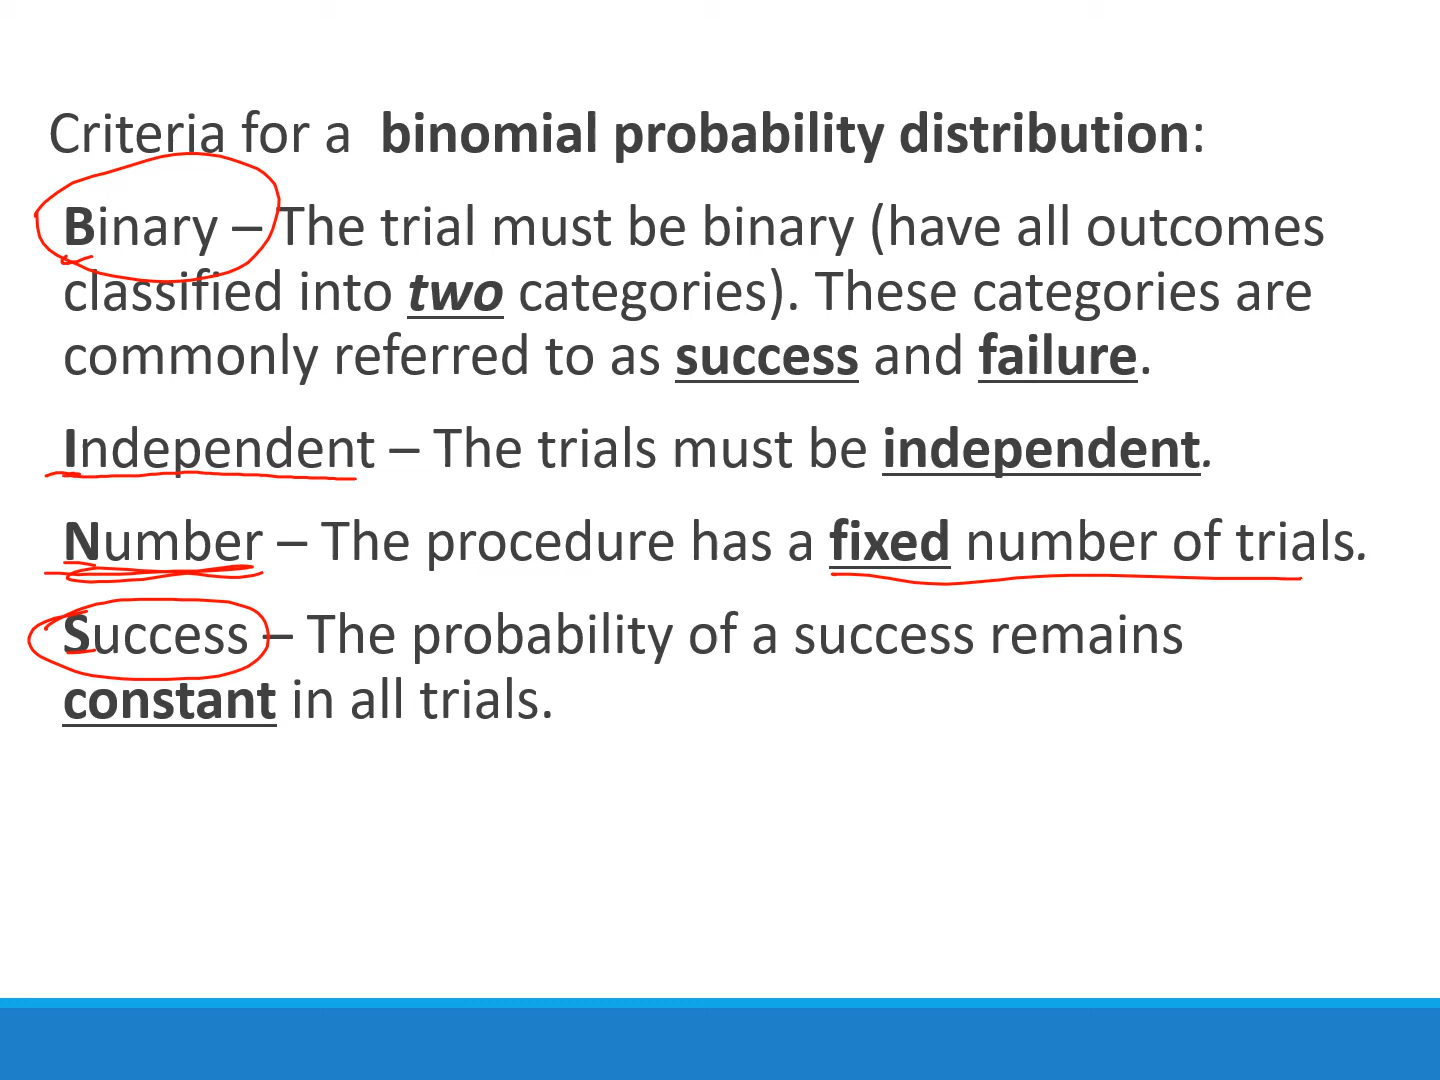 Criteria for a binomial probability distribution:
Binary – The trial must be binary (have all outcomes
classified into two categories). These categories are
commonly referred to as success and failure.
Independent – The trials must be independent.
Number – The procedure has a fixed number of trials.
Success – The probability of a success remains
constant in all trials.